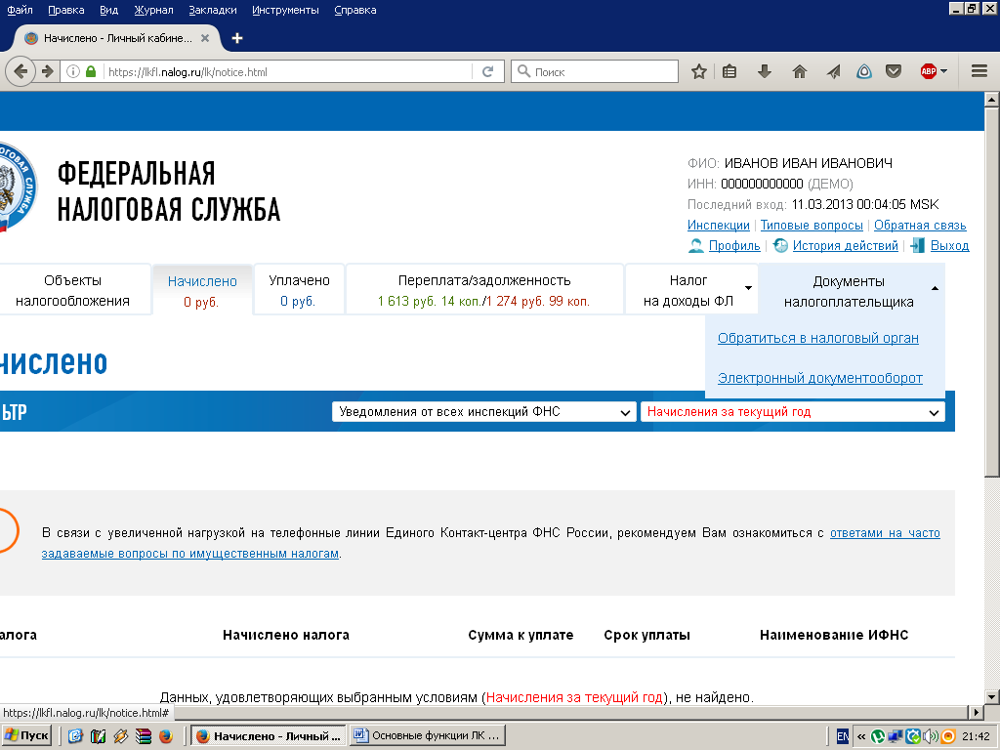 Файл Правка Вид Журнал Закладки Инструменты Справка
Начислено - Личный кабине...
https://lkfl.nalog.ru/lk/notice.html
Поиск
ABP
ФЕДЕРАЛЬНАЯ
НАЛОГОВАЯ СЛУЖБА
ФИО: ИВАНОВ ИВАН ИВАНОВИЧ
ИНН: 000000000000 (ДЕМО)
Последний вход: 11.03.2013 00:04:05 MSK
Инспекции | Типовые вопросы | Обратная связь
Профиль | История действий | Выход
Объекты
налогообложения
Начислено
0 руб.
Уплачено
0 руб.
Переплата/задолженность
1 613 руб. 14 коп./1 274 руб. 99 коп.
Налог
на доходы ФЛ
Документы
налогоплательщика
Обратиться в налоговый орган
Электронный документооборот
числено
ЬТР
Уведомления от всех инспекций ФНС
Начисления за текущий год
В связи с увеличенной нагрузкой на телефонные линии Единого Контакт-центра ФНС России, рекомендуем Вам ознакомиться с ответами на часто
задаваемые вопросы по имущественным налогам.
алога Начислено налога Сумма к уплате Срок уплаты Наименование ИФНС
Данных, удовлетворяющих выбранным условиям (Начисления за текущий год), не найдено.
https://lkfl.nalog.ru/lk/notice.html#
Пуск
Начислено - Личный ...
Основные функции ЛК ...
EN
21:42